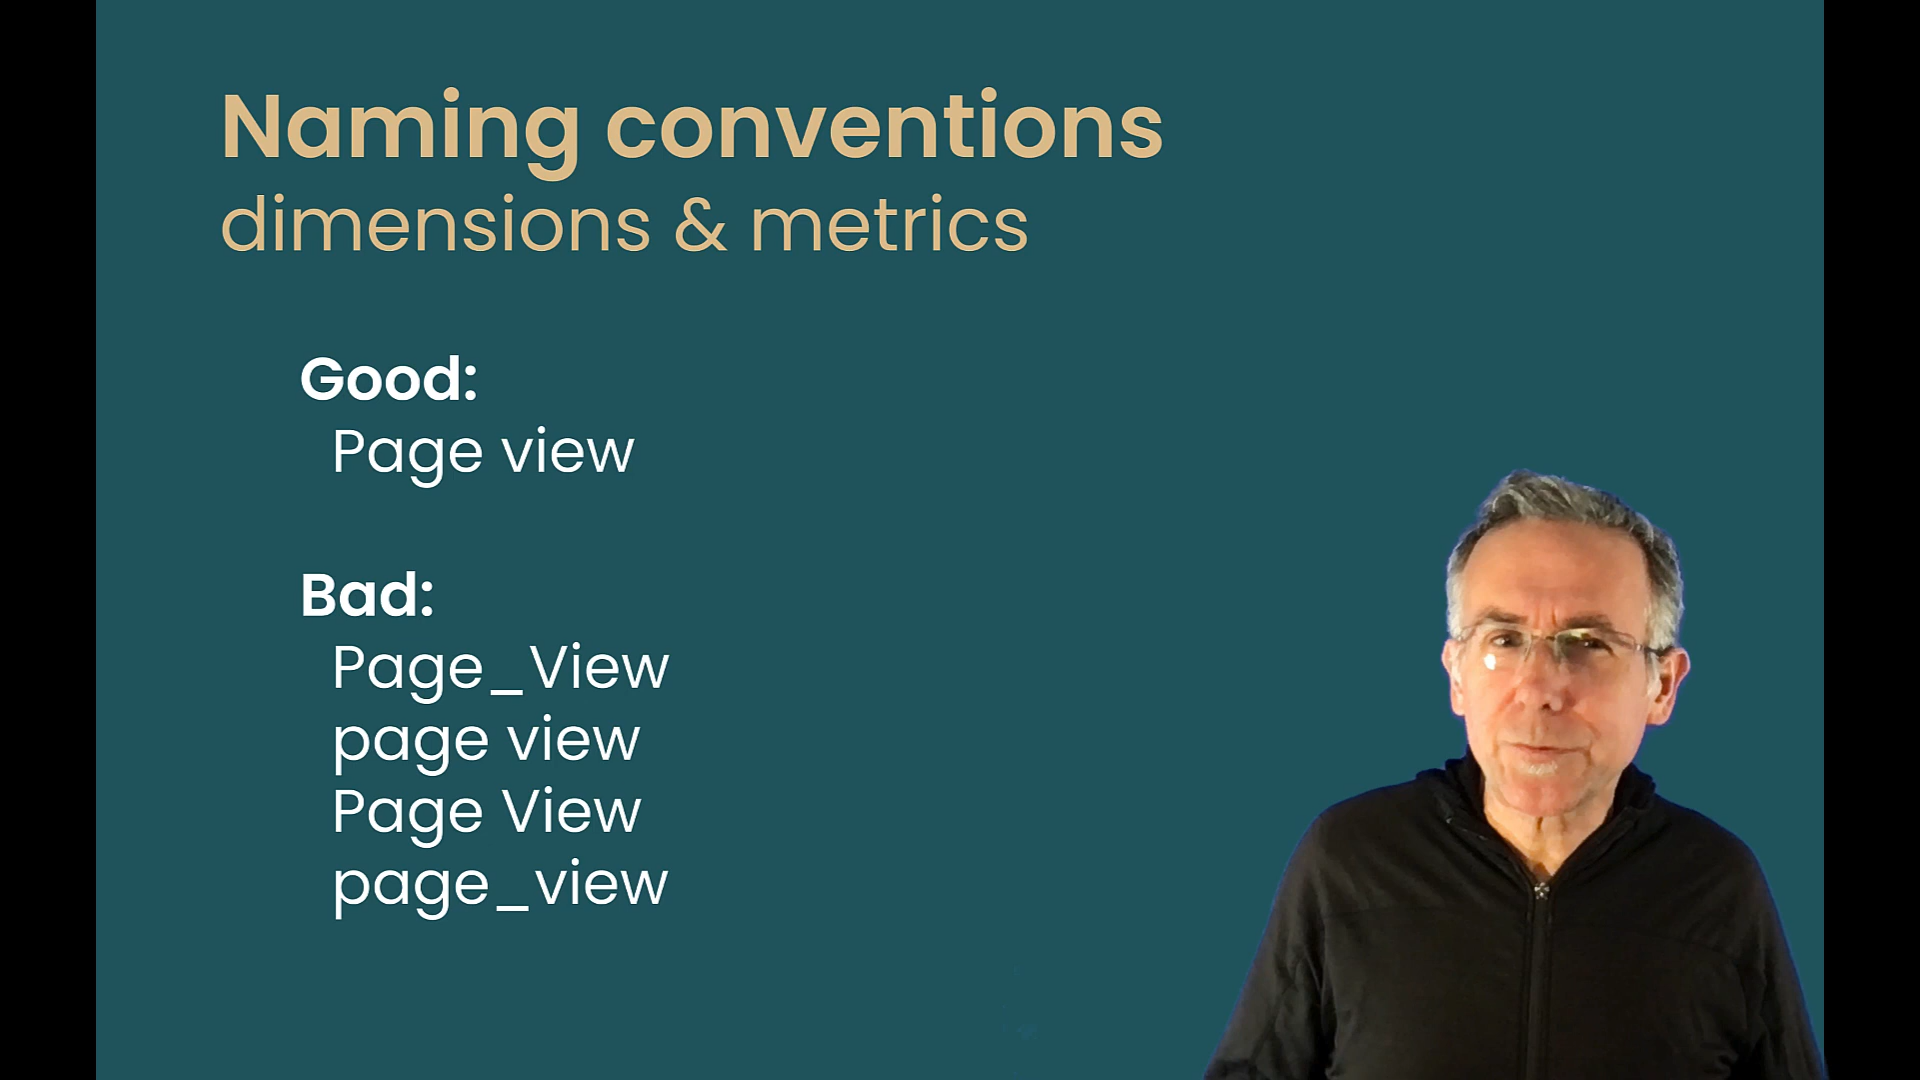 Naming conventions
dimensions & metrics
Good:
Page view
Bad:
Page_View
page view
Page View
page_view